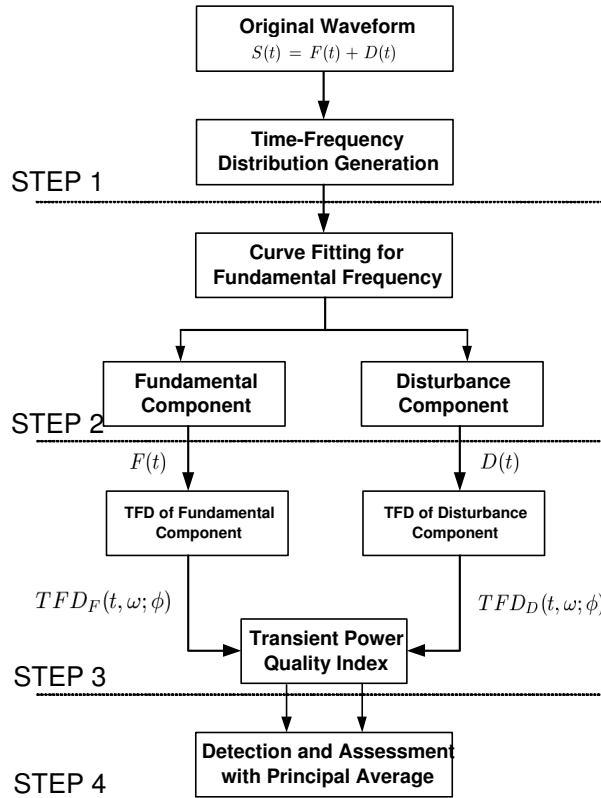 Original Waveform
S(t) = F(t) + D(t)
Time-Frequency
Distribution Generation
STEP 1
Curve Fitting for
Fundamental Frequency
Fundamental
Component
Disturbance
Component
STEP 2
F(t)
D(t)
TFD of Fundamental
Component
TFD of Disturbance
Component
TFD_F(t, ω; ϕ)
TFD_D(t, ω; ϕ)
Transient Power
Quality Index
STEP 3
Detection and Assessment
with Principal Average
STEP 4